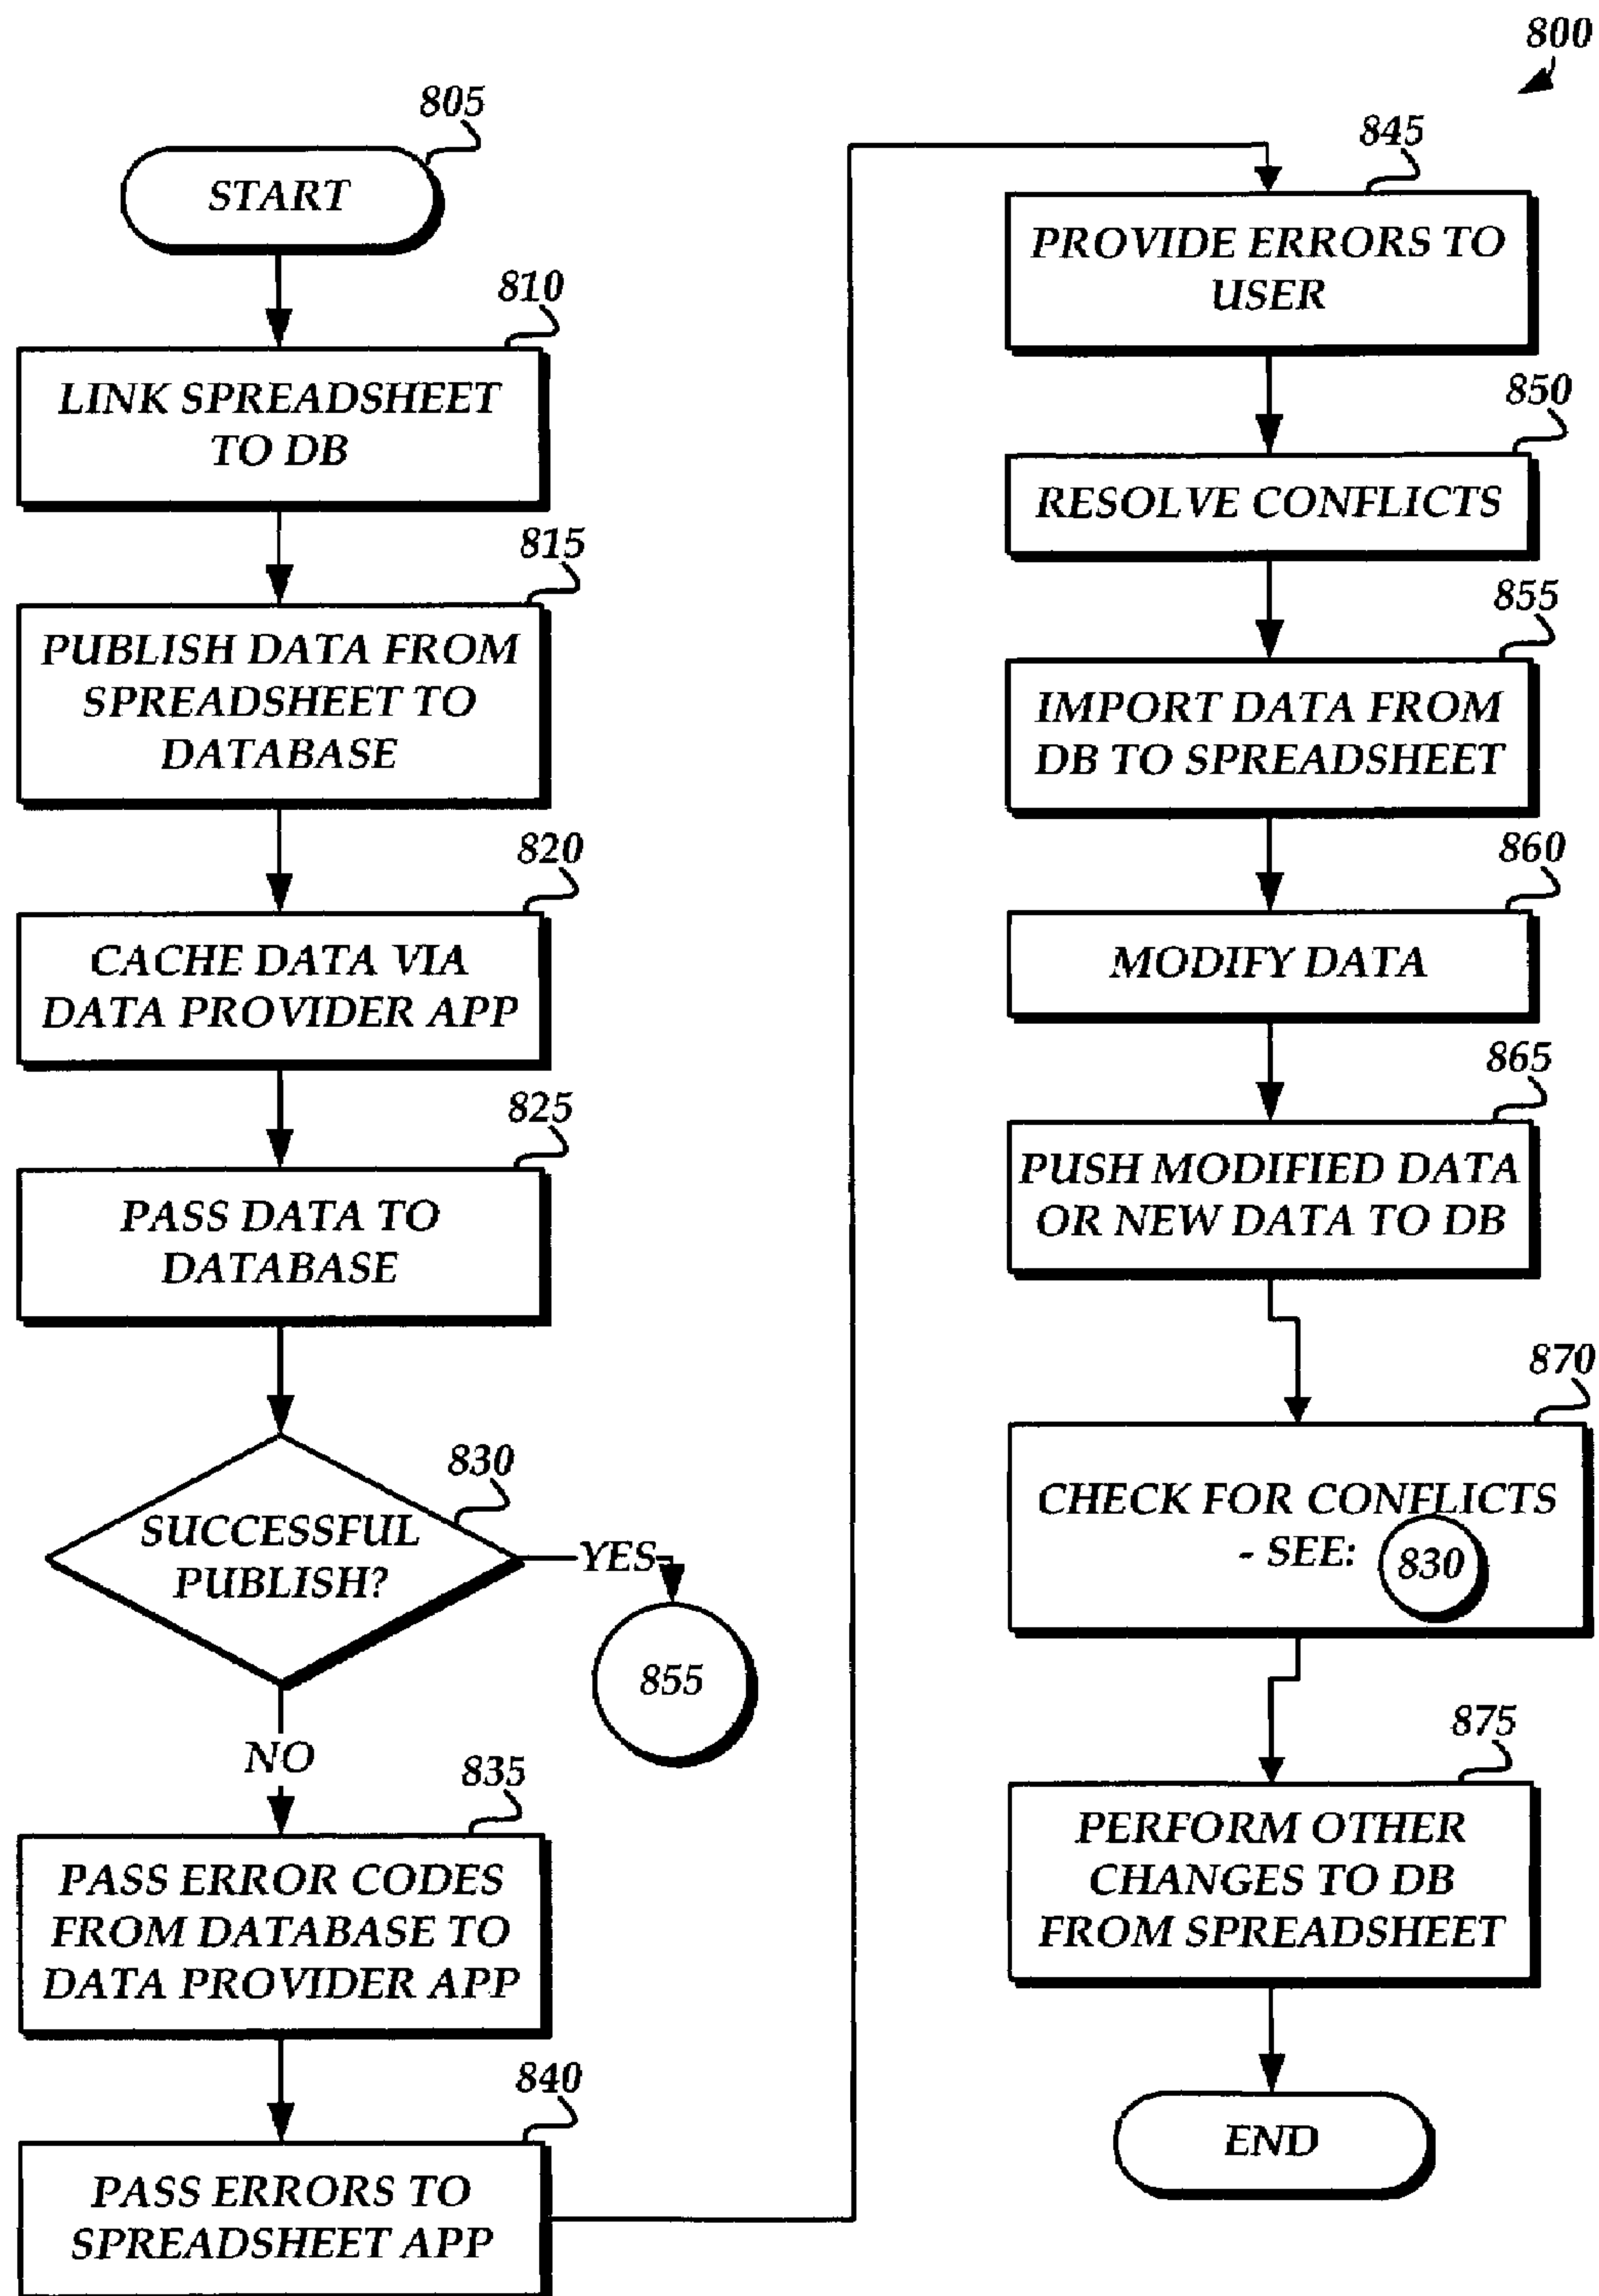 800
805
START
810
LINK SPREADSHEET
TO DB
815
PUBLISH DATA FROM
SPREADSHEET TO
DATABASE
820
CACHE DATA VIA
DATA PROVIDER APP
825
PASS DATA TO
DATABASE
830
SUCCESSFUL
PUBLISH?
YES
855
NO
835
PASS ERROR CODES
FROM DATABASE TO
DATA PROVIDER APP
840
PASS ERRORS TO
SPREADSHEET APP
845
PROVIDE ERRORS TO
USER
850
RESOLVE CONFLICTS
855
IMPORT DATA FROM
DB TO SPREADSHEET
860
MODIFY DATA
865
PUSH MODIFIED DATA
OR NEW DATA TO DB
870
CHECK FOR CONFLICTS
- SEE: 830
875
PERFORM OTHER
CHANGES TO DB
FROM SPREADSHEET
END